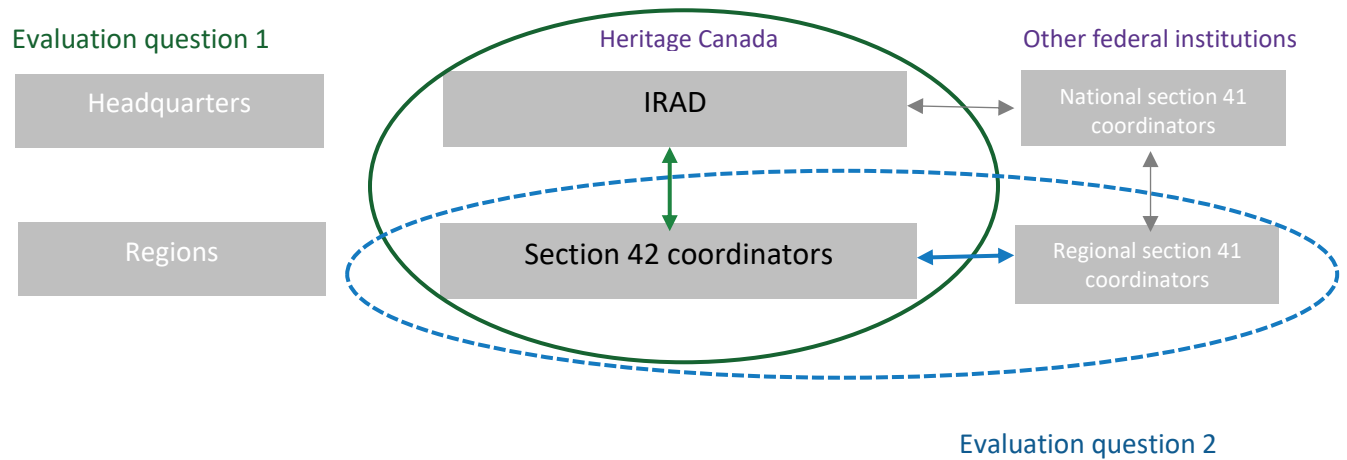 Evaluation question 1
Heritage Canada
Other federal institutions
Headquarters
IRAD
National section 41
coordinators
Regions
Section 42 coordinators
Regional section 41
coordinators
Evaluation question 2